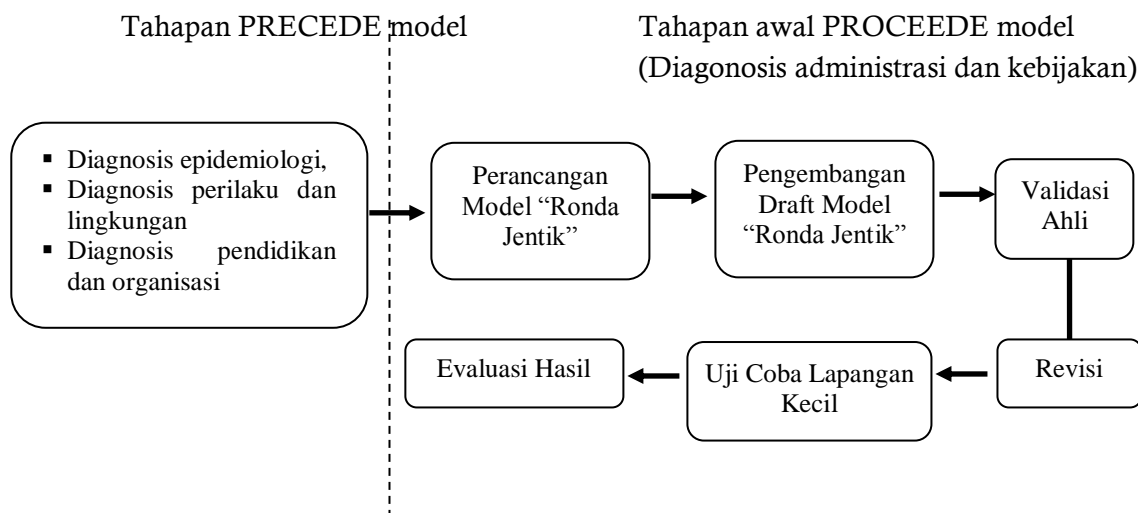 Tahapan PRECEDE model
Tahapan awal PROCEEDE model
(Diagonosis administrasi dan kebijakan)
▪ Diagnosis epidemiologi,
▪ Diagnosis perilaku dan
lingkungan
▪ Diagnosis pendidikan
dan organisasi
Perancangan
Model “Ronda
Jentik”
Pengembangan
Draft Model
“Ronda Jentik”
Validasi
Ahli
Revisi
Uji Coba Lapangan
Kecil
Evaluasi Hasil